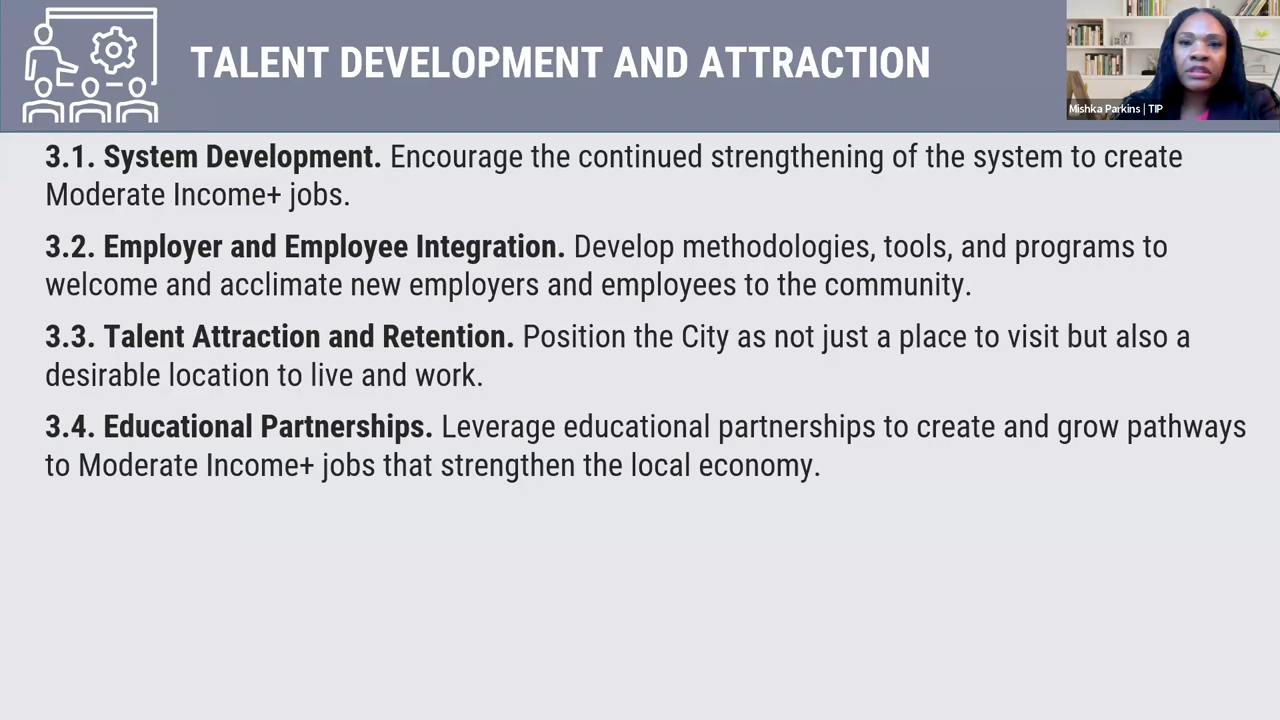 TALENT DEVELOPMENT AND ATTRACTION
Mishka Parkins | TIP
3.1. System Development. Encourage the continued strengthening of the system to create
Moderate Income+ jobs.
3.2. Employer and Employee Integration. Develop methodologies, tools, and programs to
welcome and acclimate new employers and employees to the community.
3.3. Talent Attraction and Retention. Position the City as not just a place to visit but also a
desirable location to live and work.
3.4. Educational Partnerships. Leverage educational partnerships to create and grow pathways
to Moderate Income+ jobs that strengthen the local economy.